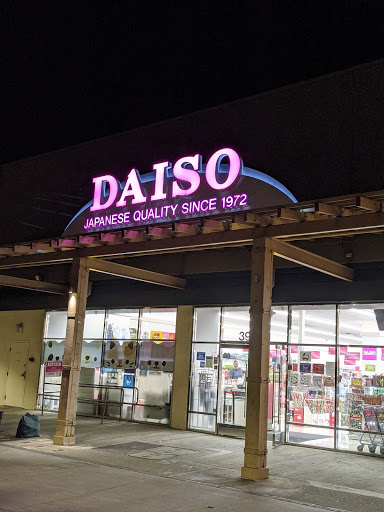 DAISO
JAPANESE QUALITY SINCE 1972